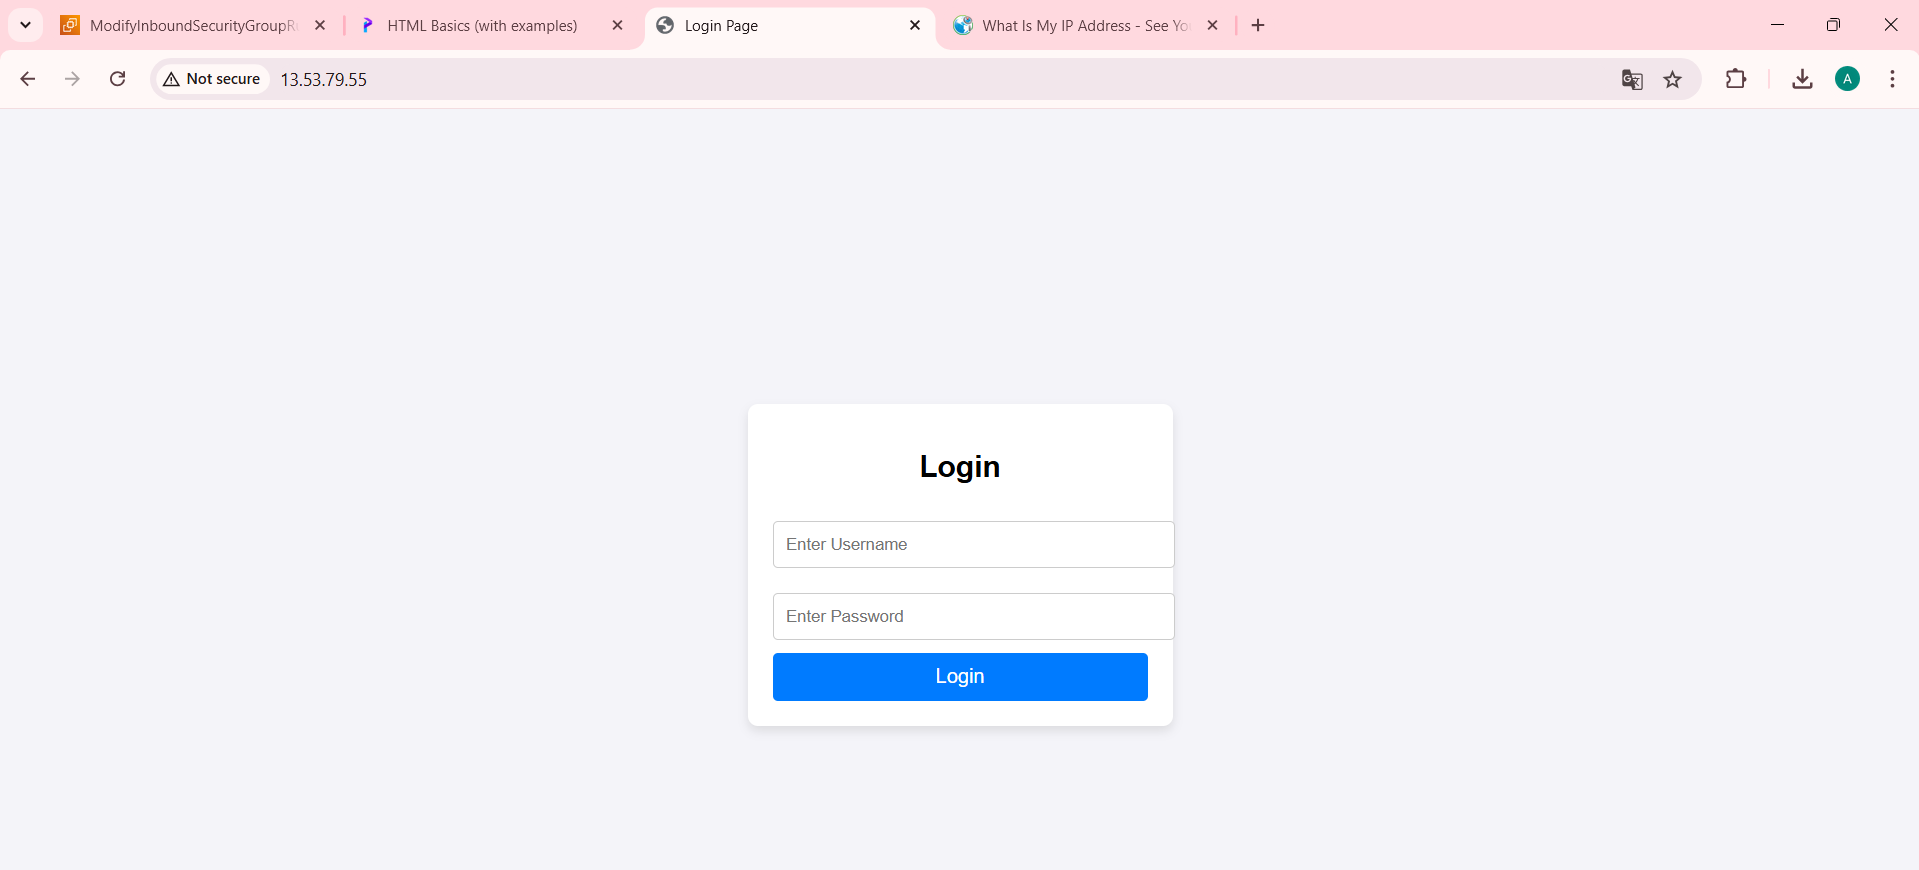 ModifyInboundSecurityGroupR
HTML Basics (with examples)
Login Page
What Is My IP Address - See Yo
Not secure
13.53.79.55
A
Login
Enter Username
Enter Password
Login